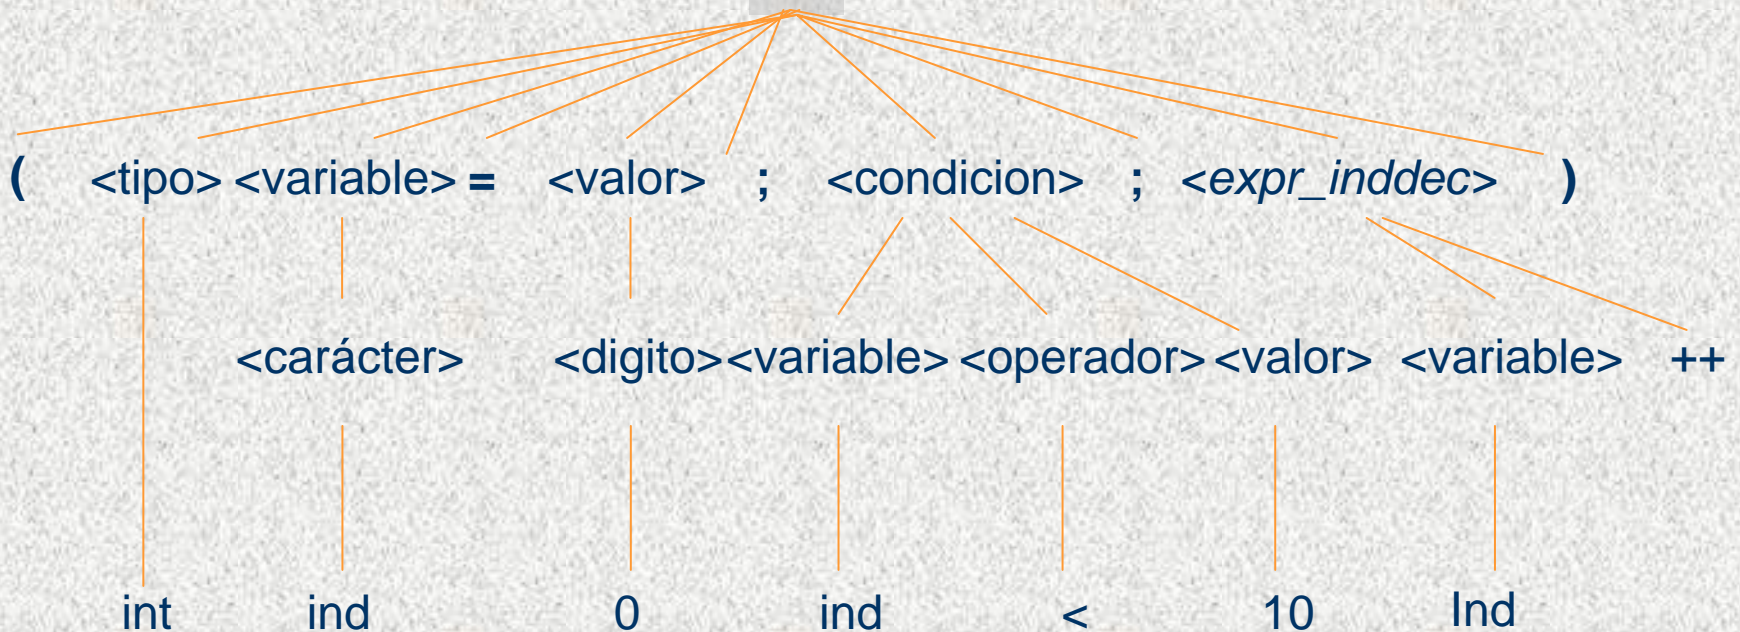 ( <tipo> <variable> = <valor> ; <condicion> ; <expr_inddec> )
<carácter> <digito> <variable> <operador> <valor> <variable> ++
int ind 0 ind < 10 Ind